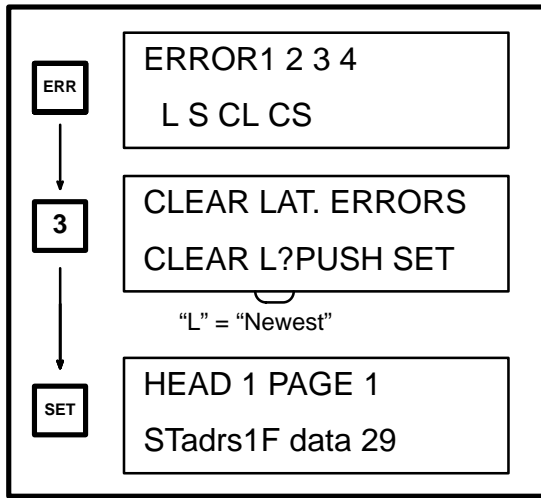 ERR
ERROR1 2 3 4
L S CL CS
3
CLEAR LAT. ERRORS
CLEAR L?PUSH SET
“L” = “Newest”
SET
HEAD 1 PAGE 1
STadrs1F data 29